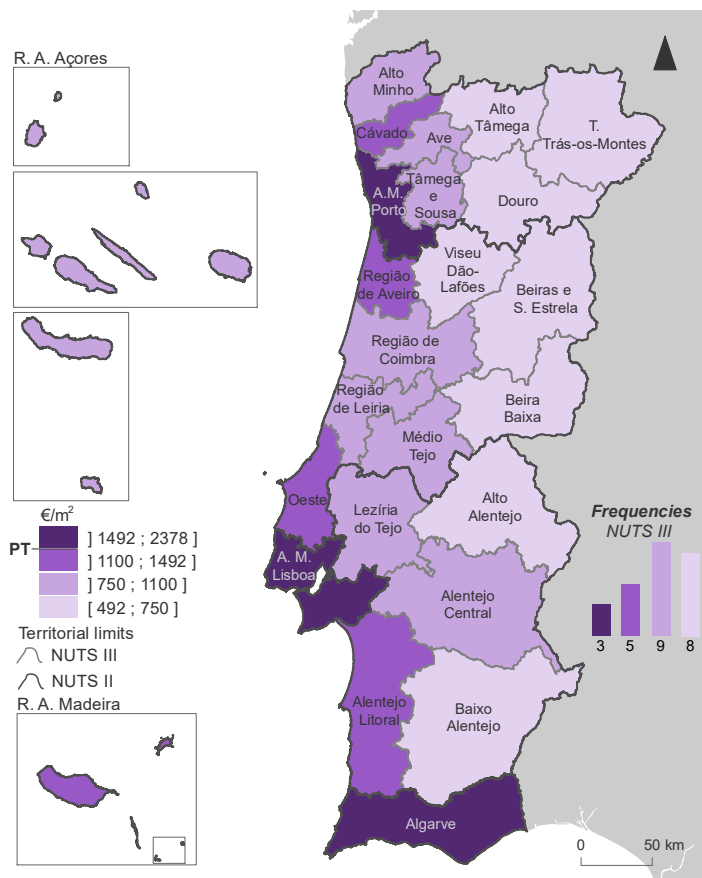 R. A. Açores
Alto
Minho
Cávado
Ave
Alto
Tâmega
T.
Trás-os-Montes
A.M.
Porto
Tâmega
e
Sousa
Douro
Viseu
Dão-
Lafões
Região
de Aveiro
Beiras e
S. Estrela
Região de
Coimbra
Região
de Leiria
Beira
Baixa
Médio
Tejo
Oeste
Lezíria
do Tejo
Alto
Alentejo
A. M.
Lisboa
Alentejo
Central
Alentejo
Litoral
Baixo
Alentejo
Algarve
€/m²
PT
] 1492 ; 2378 ]
] 1100 ; 1492 ]
] 750 ; 1100 ]
[ 492 ; 750 ]
Territorial limits
NUTS III
NUTS II
R. A. Madeira
Frequencies
NUTS III
3 5 9 8
0 50 km